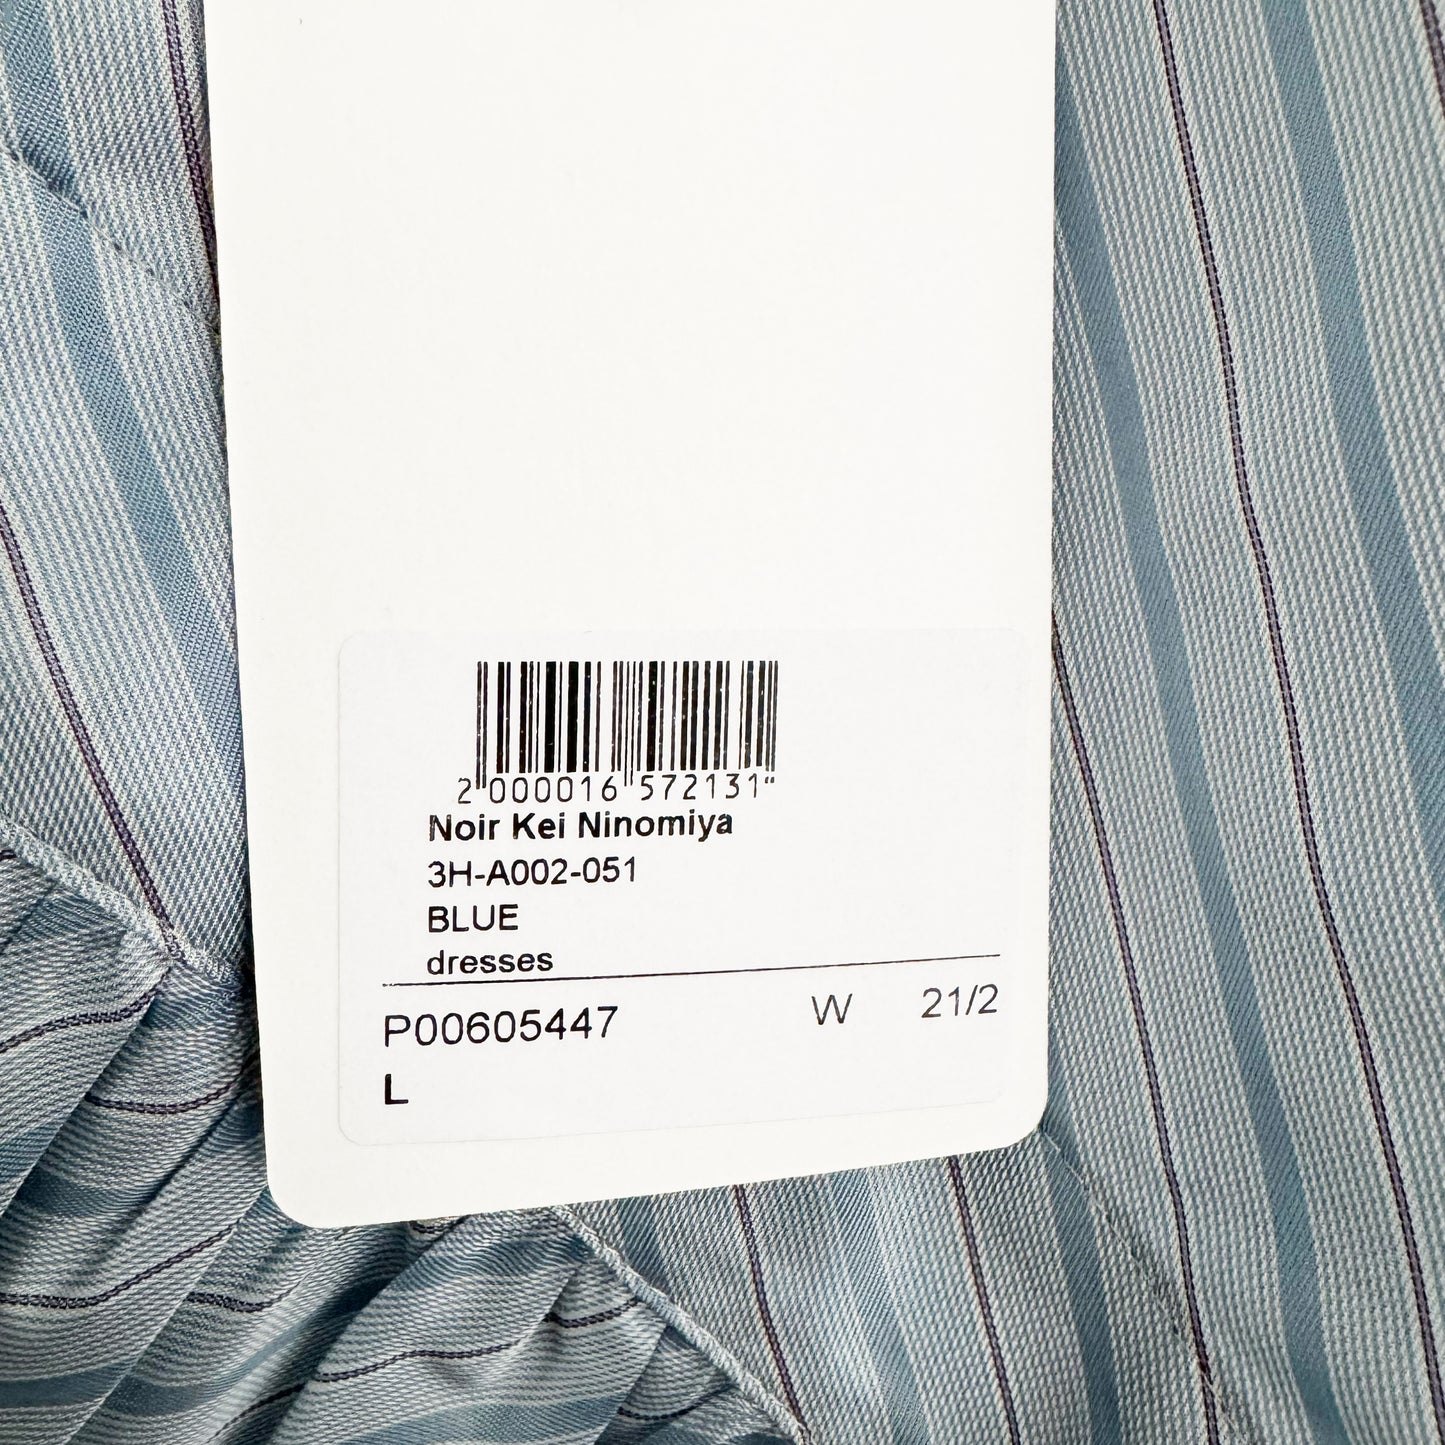 2 000016 572131
Noir Kei Ninomiya
3H-A002-051
BLUE
dresses
P00605447 W 21/2
L